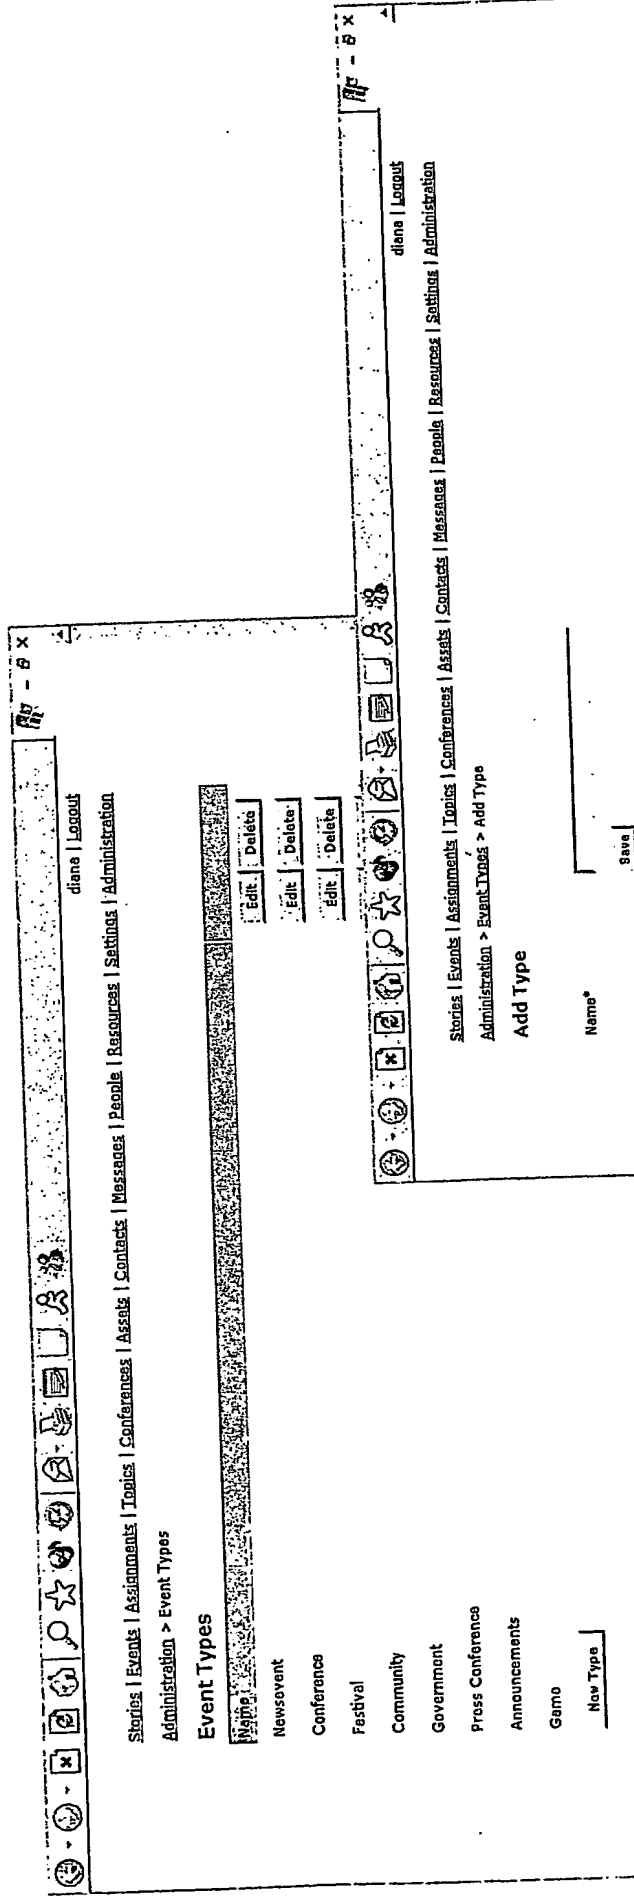 diana | Logout
Stories | Events | Assignments | Topics | Conferences | Assets | Contacts | Messages | People | Resources | Settings | Administration
Administration > Event Types
Event Types
Name
Newsevent
Edit Delete
Conference
Edit Delete
Festival
Edit Delete
Community
Government
Press Conference
Announcements
Game
New Type
diana | Logout
Stories | Events | Assignments | Topics | Conferences | Assets | Contacts | Messages | People | Resources | Settings | Administration
Administration > Event Types > Add Type
Add Type
Name*
Save